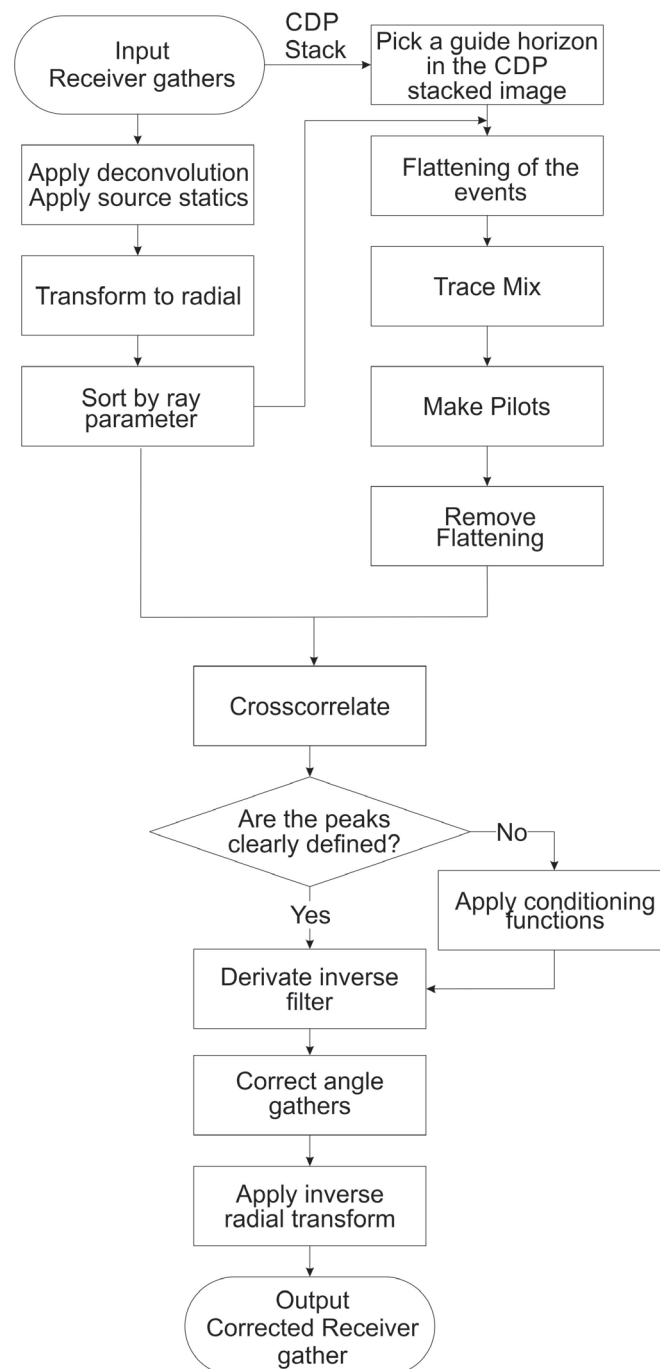 Input
Receiver gathers
CDP
Stack
Pick a guide horizon
in the CDP
stacked image
Apply deconvolution
Apply source statics
Flattening of the
events
Transform to radial
Trace Mix
Sort by ray
parameter
Make Pilots
Remove
Flattening
Crosscorrelate
Are the peaks
clearly defined?
No
Yes
Apply conditioning
functions
Derivate inverse
filter
Correct angle
gathers
Apply inverse
radial transform
Output
Corrected Receiver
gather